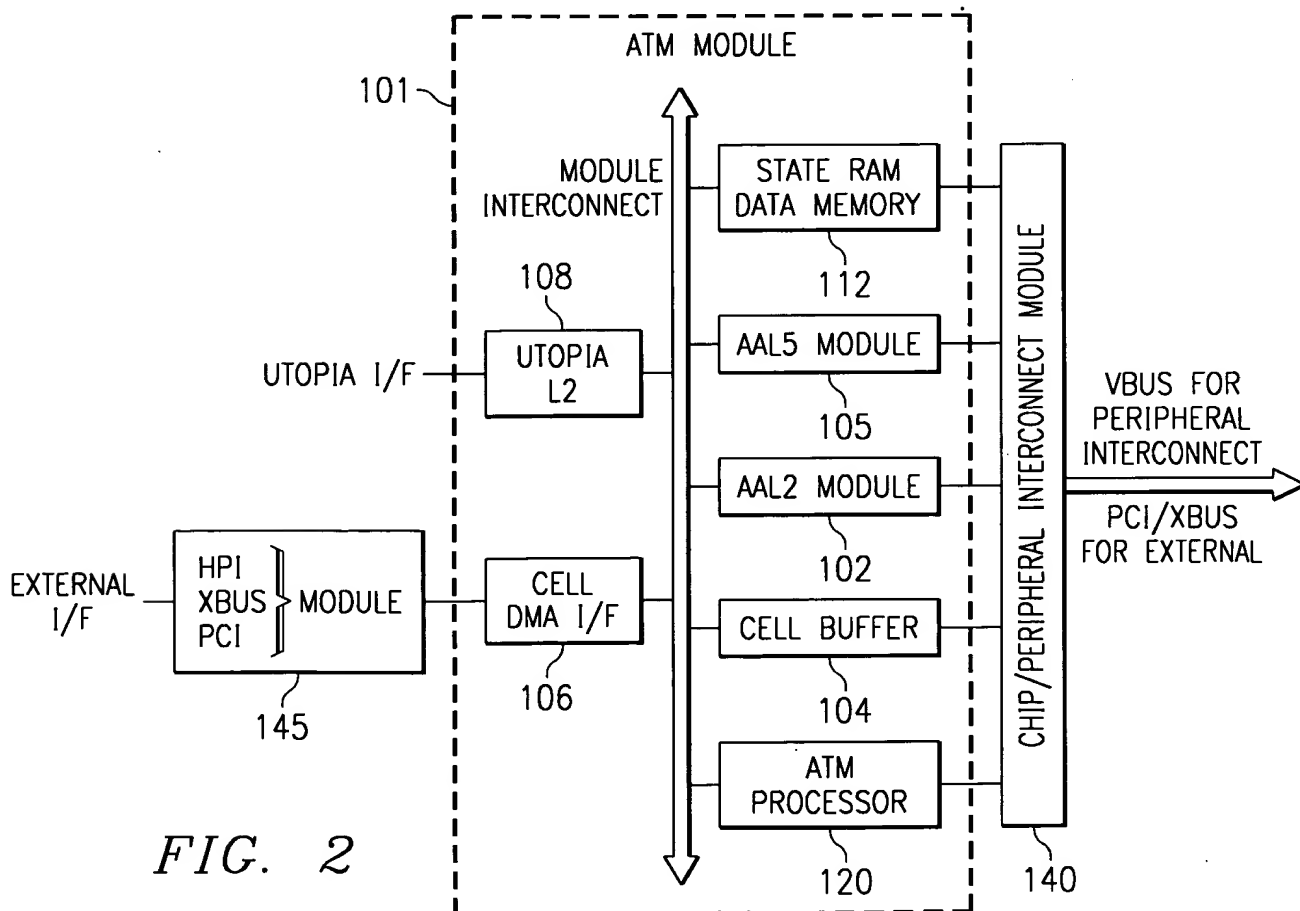 ATM MODULE
101
MODULE
INTERCONNECT
STATE RAM
DATA MEMORY
112
108
UTOPIA I/F
UTOPIA
L2
AAL5 MODULE
105
AAL2 MODULE
102
EXTERNAL
I/F
HPI
XBUS
PCI
MODULE
145
CELL
DMA I/F
106
CELL BUFFER
104
ATM
PROCESSOR
120
CHIP/PERIPHERAL INTERCONNECT MODULE
140
VBUS FOR
PERIPHERAL
INTERCONNECT
PCI/XBUS
FOR EXTERNAL
FIG. 2